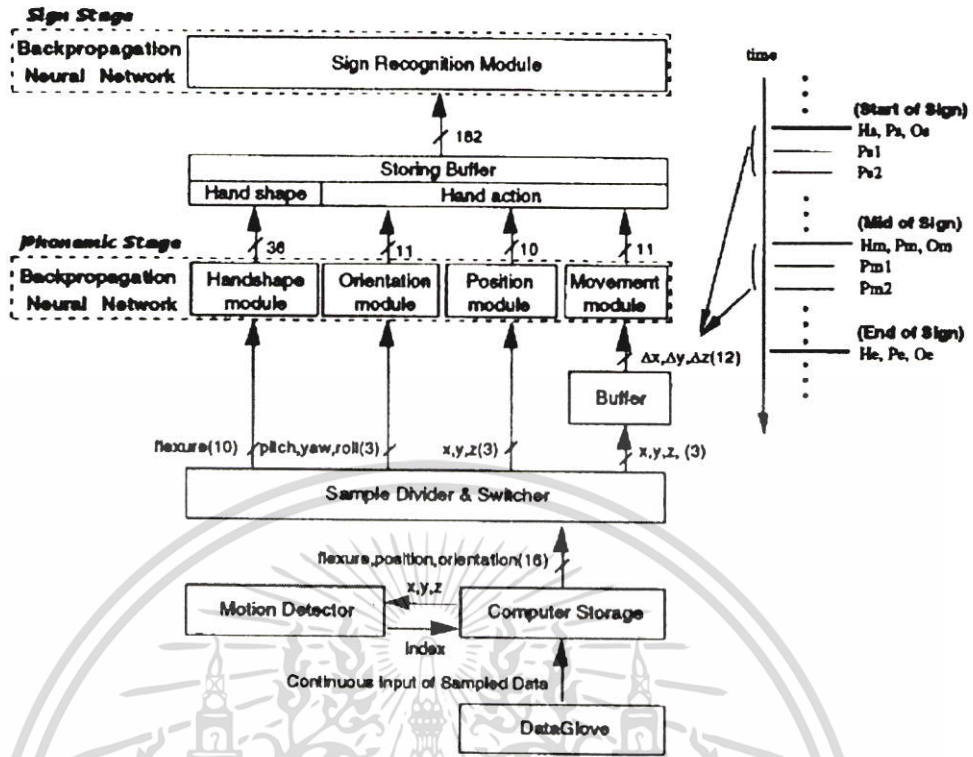 Sign Stage
Backpropagation
Neural Network
Sign Recognition Module
182
Storing Buffer
Hand shape
Hand action
36
11
10
11
Phonamic Stage
Backpropagation
Neural Network
Handshape
module
Orientation
module
Position
module
Movement
module
Δx,Δy,Δz(12)
Buffer
flexure(10)
pitch,yaw,roll(3)
x,y,z(3)
x,y,z, (3)
Sample Divider & Switcher
flexure,position,orientation(16)
x,y,z
Motion Detector
Computer Storage
Index
Continuous Input of Sampled Data
DataGlove
time
(Start of Sign)
Hs, Ps, Os
Ps1
Ps2
(Mid of Sign)
Hm, Pm, Om
Pm1
Pm2
(End of Sign)
He, Pe, Oe